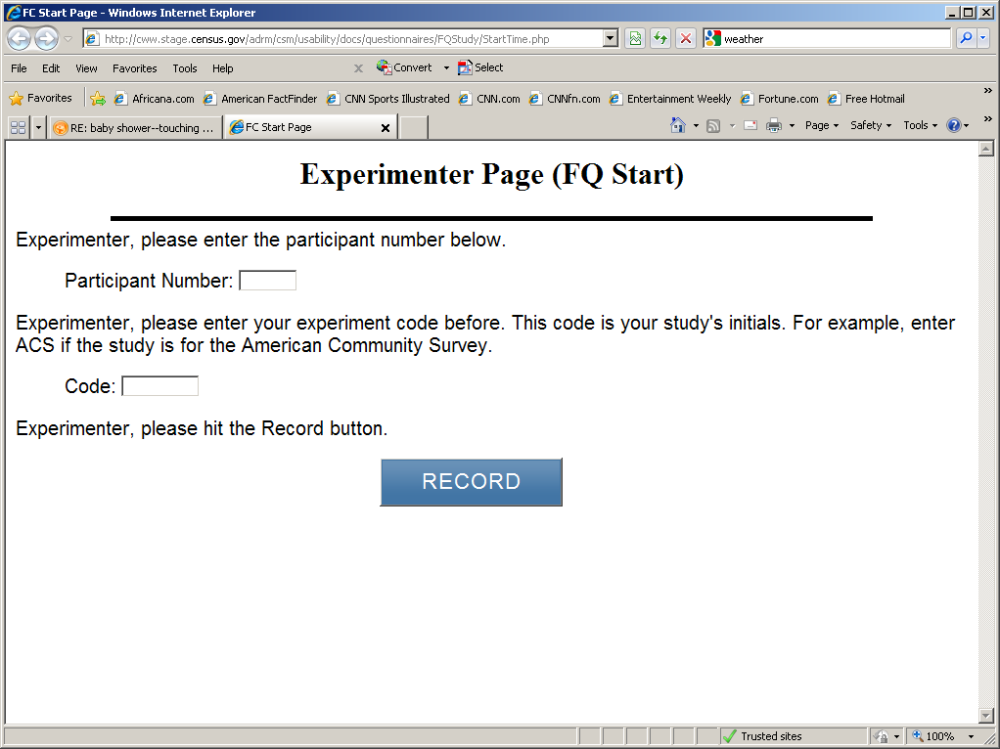 FC Start Page - Windows Internet Explorer
http://cww.stage.census.gov/adrm/csm/usability/docs/questionnaires/FQStudy/StartTime.php weather
File Edit View Favorites Tools Help x Convert Select
Favorites Africana.com American FactFinder CNN Sports Illustrated CNN.com CNNfn.com Entertainment Weekly Fortune.com Free Hotmail »
RE: baby shower--touching ... FC Start Page x Page Safety Tools »
Experimenter Page (FQ Start)
Experimenter, please enter the participant number below.
Participant Number:
Experimenter, please enter your experiment code before. This code is your study's initials. For example, enter
ACS if the study is for the American Community Survey.
Code:
Experimenter, please hit the Record button.
RECORD
Trusted sites 100%